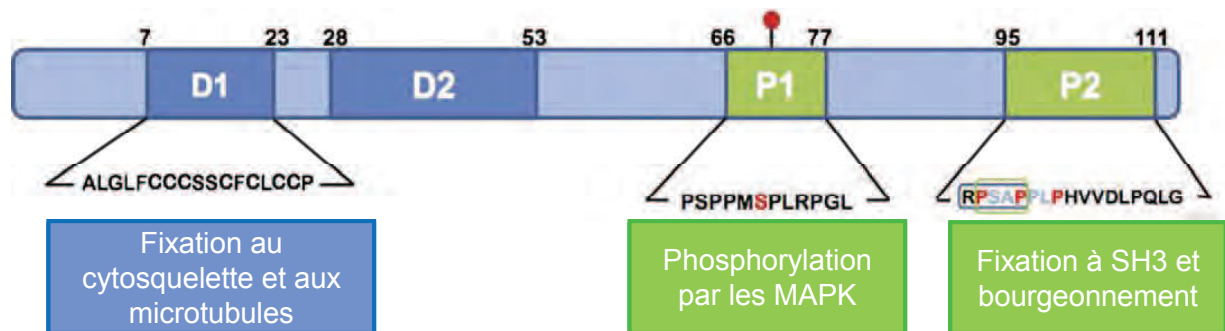 7 23 28 53 66 77 95 111
D1 D2 P1 P2
ALGLFCCCSSCFCLCCP PSPPMSPLRPGL RPSAPPLPHVVDLPQLG
Fixation au
cytosquelette et aux
microtubules
Phosphorylation
par les MAPK
Fixation à SH3 et
bourgeonnement